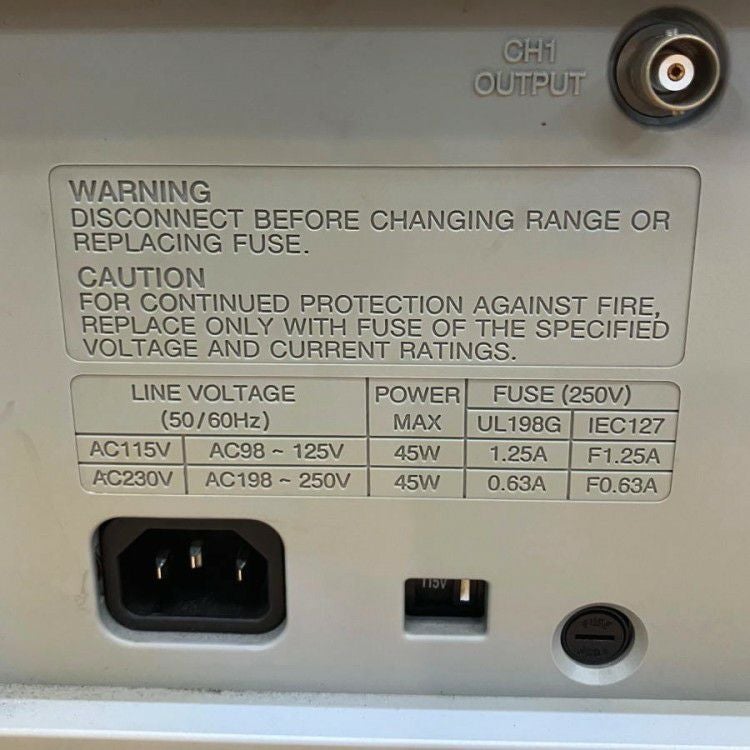 CH1
OUTPUT
WARNING
DISCONNECT BEFORE CHANGING RANGE OR
REPLACING FUSE.
CAUTION
FOR CONTINUED PROTECTION AGAINST FIRE,
REPLACE ONLY WITH FUSE OF THE SPECIFIED
VOLTAGE AND CURRENT RATINGS.
LINE VOLTAGE POWER FUSE (250V)
(50/60Hz) MAX UL198G IEC127
AC115V AC98 ~ 125V 45W 1.25A F1.25A
AC230V AC198 ~ 250V 45W 0.63A F0.63A
115V
FUSE